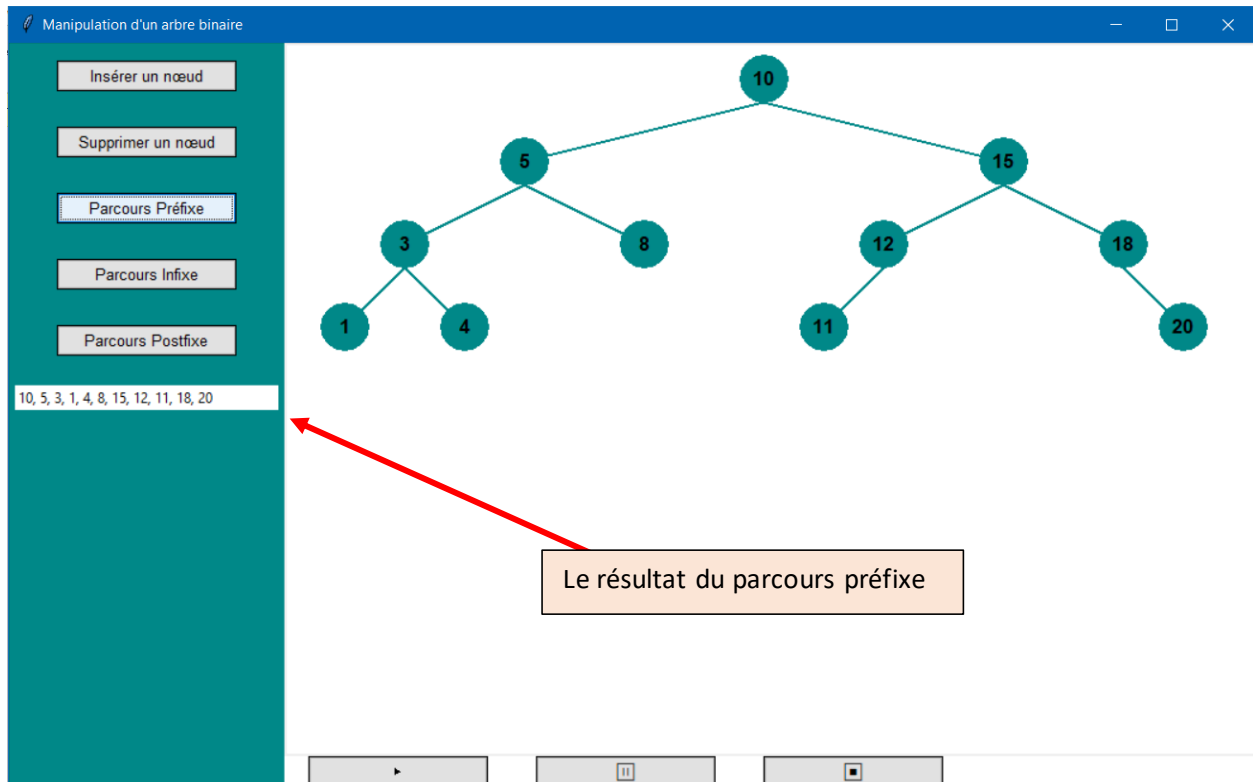 Manipulation d'un arbre binaire
Insérer un nœud
Supprimer un nœud
Parcours Préfixe
Parcours Infixe
Parcours Postfixe
10, 5, 3, 1, 4, 8, 15, 12, 11, 18, 20
10
5
15
3
8
12
18
1
4
11
20
Le résultat du parcours préfixe